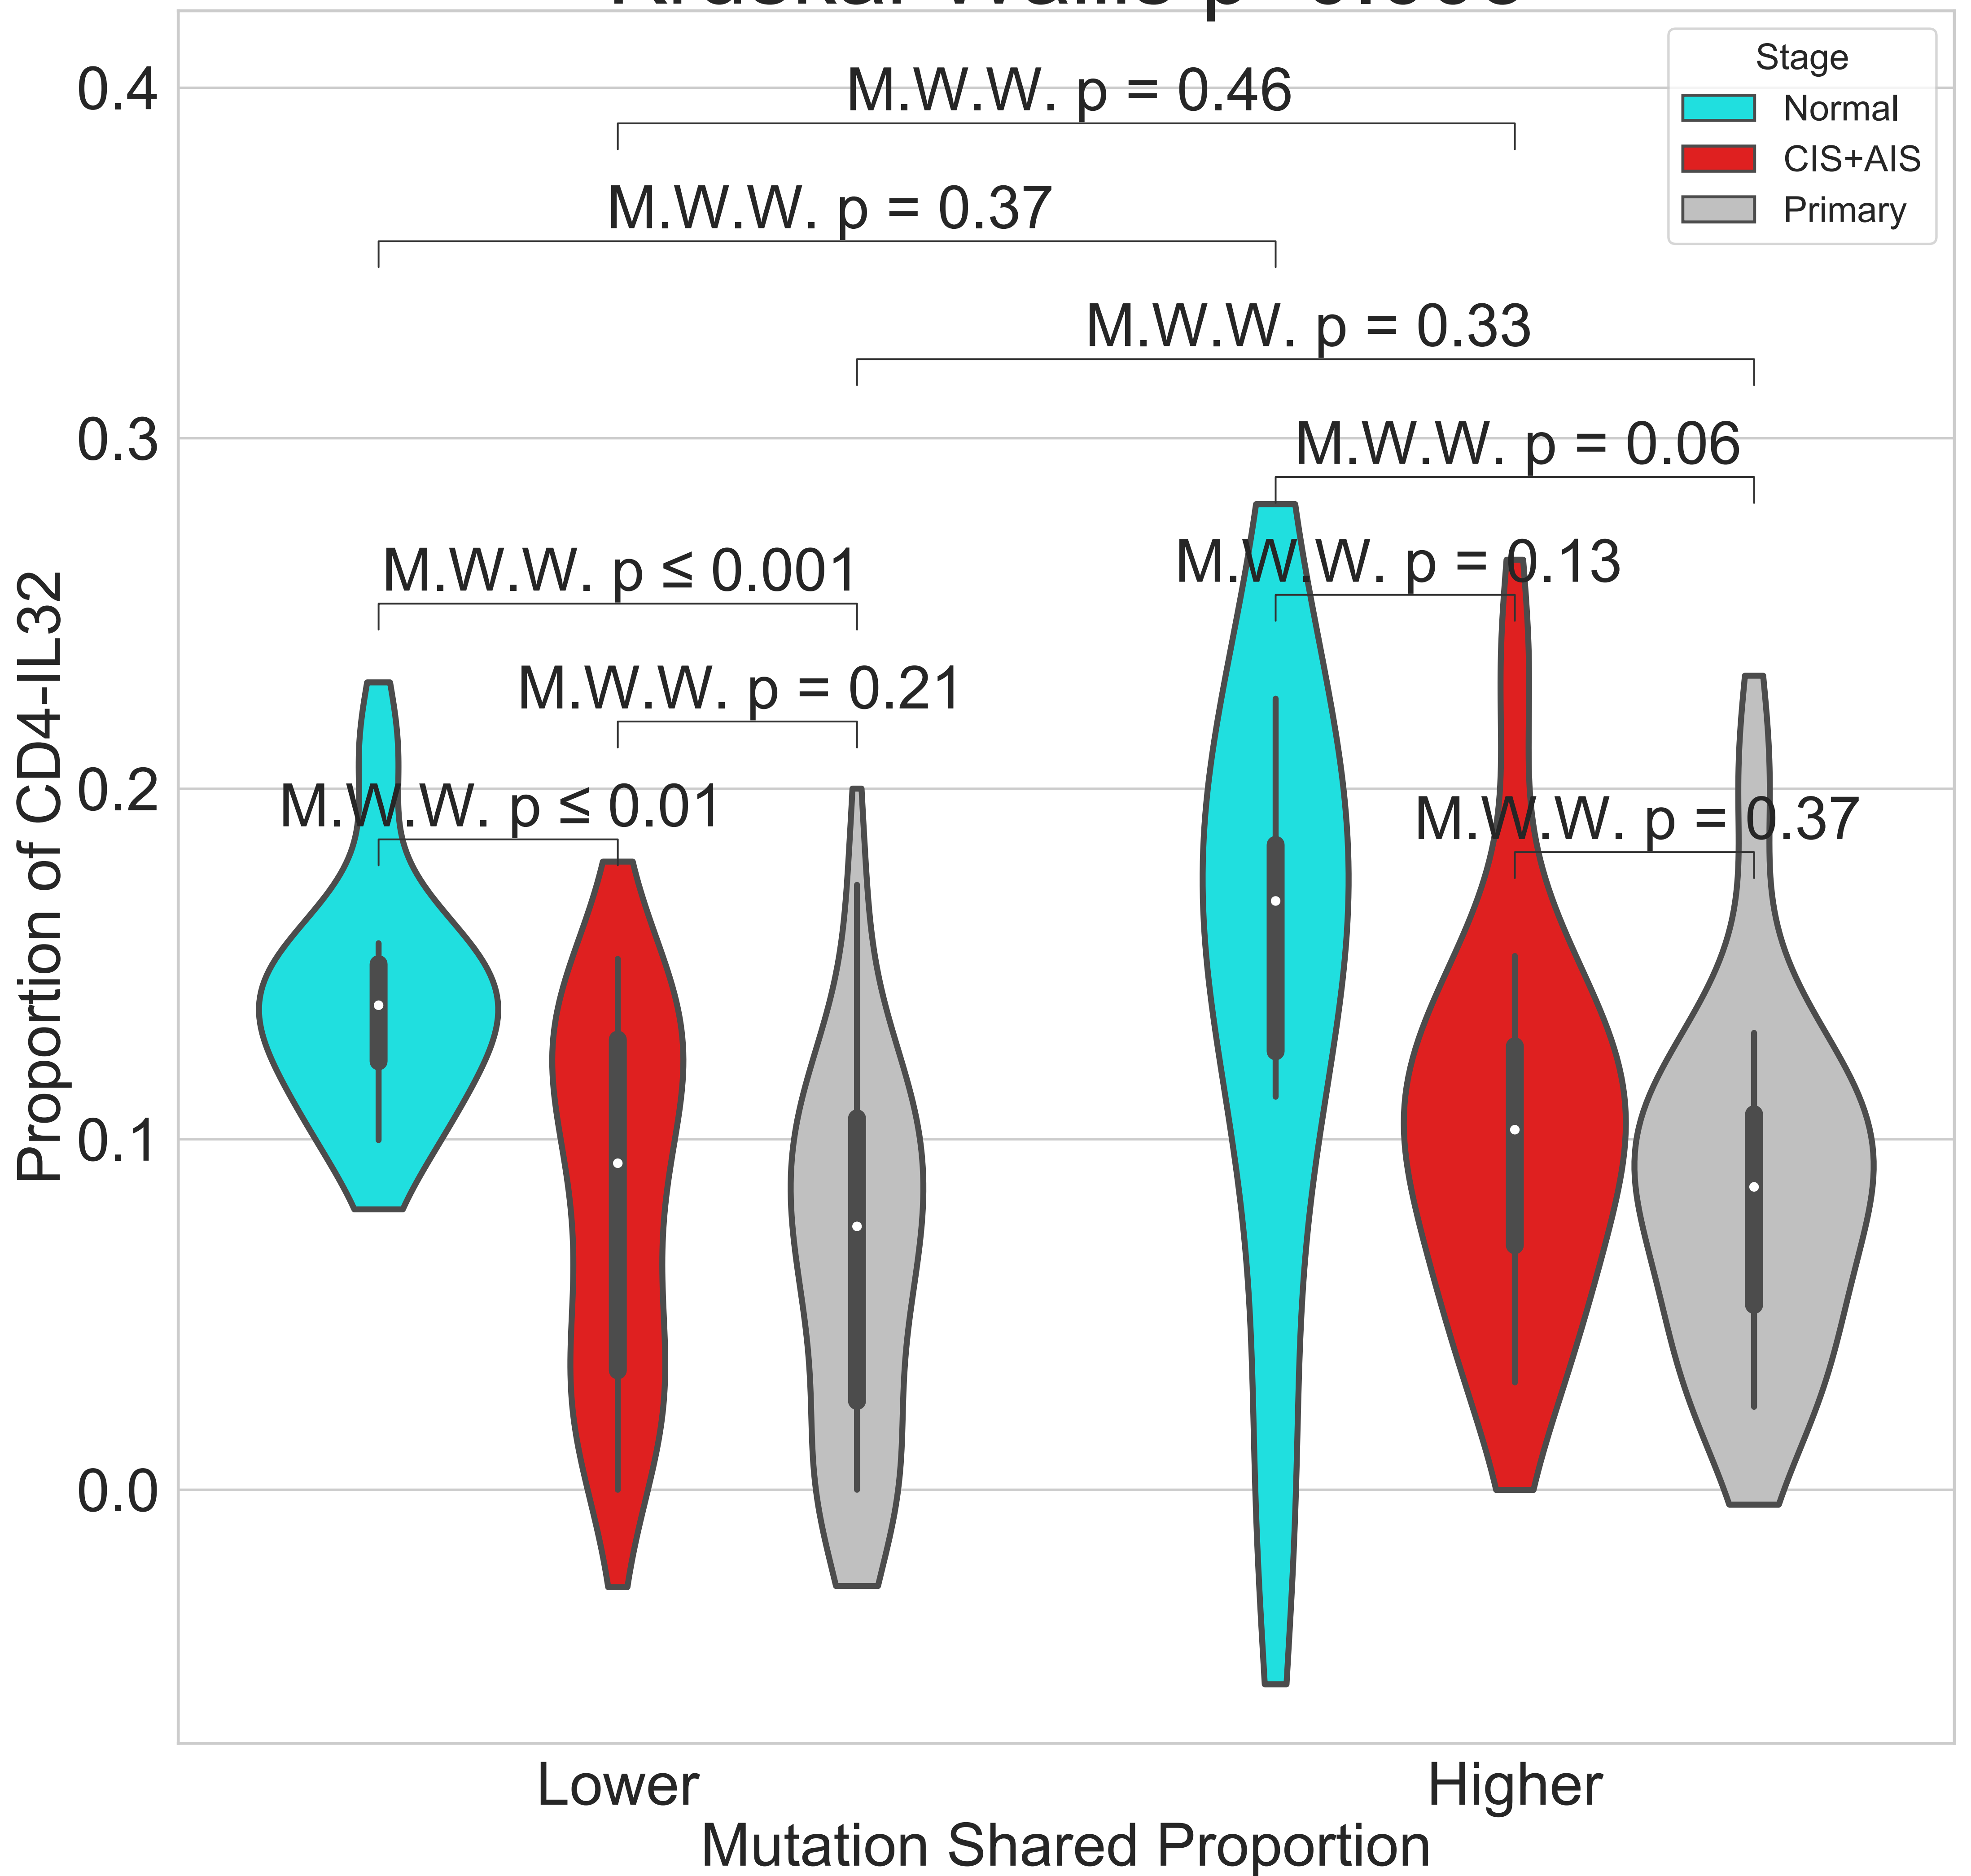 Stage
Normal
CIS+AIS
Primary
0.4
M.W.W. p = 0.46
M.W.W. p = 0.37
M.W.W. p = 0.33
0.3
M.W.W. p = 0.06
M.W.W. p ≤ 0.001
M.W.W. p = 0.13
M.W.W. p = 0.21
0.2
M.W.W. p ≤ 0.01
M.W.W. p = 0.37
0.1
0.0
Proportion of CD4-IL32
Lower
Higher
Mutation Shared Proportion